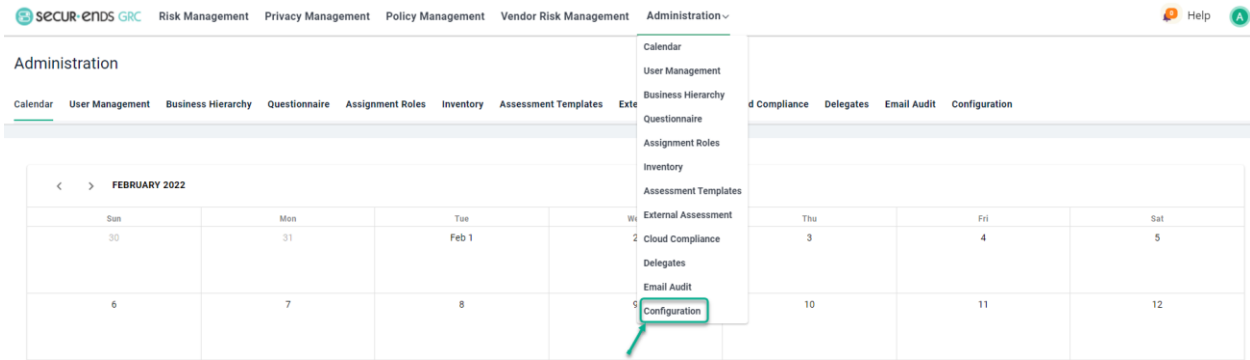 SECUR·ENDS GRC Risk Management Privacy Management Policy Management Vendor Risk Management Administration 8 Help A
Administration
Calendar User Management Business Hierarchy Questionnaire Assignment Roles Inventory Assessment Templates Exte d Compliance Delegates Email Audit Configuration
Calendar
User Management
Business Hierarchy
Questionnaire
Assignment Roles
Inventory
Assessment Templates
External Assessment
Cloud Compliance
Delegates
Email Audit
Configuration
FEBRUARY 2022
Sun Mon Tue We Thu Fri Sat
30 31 Feb 1 2 3 4 5
6 7 8 9 10 11 12